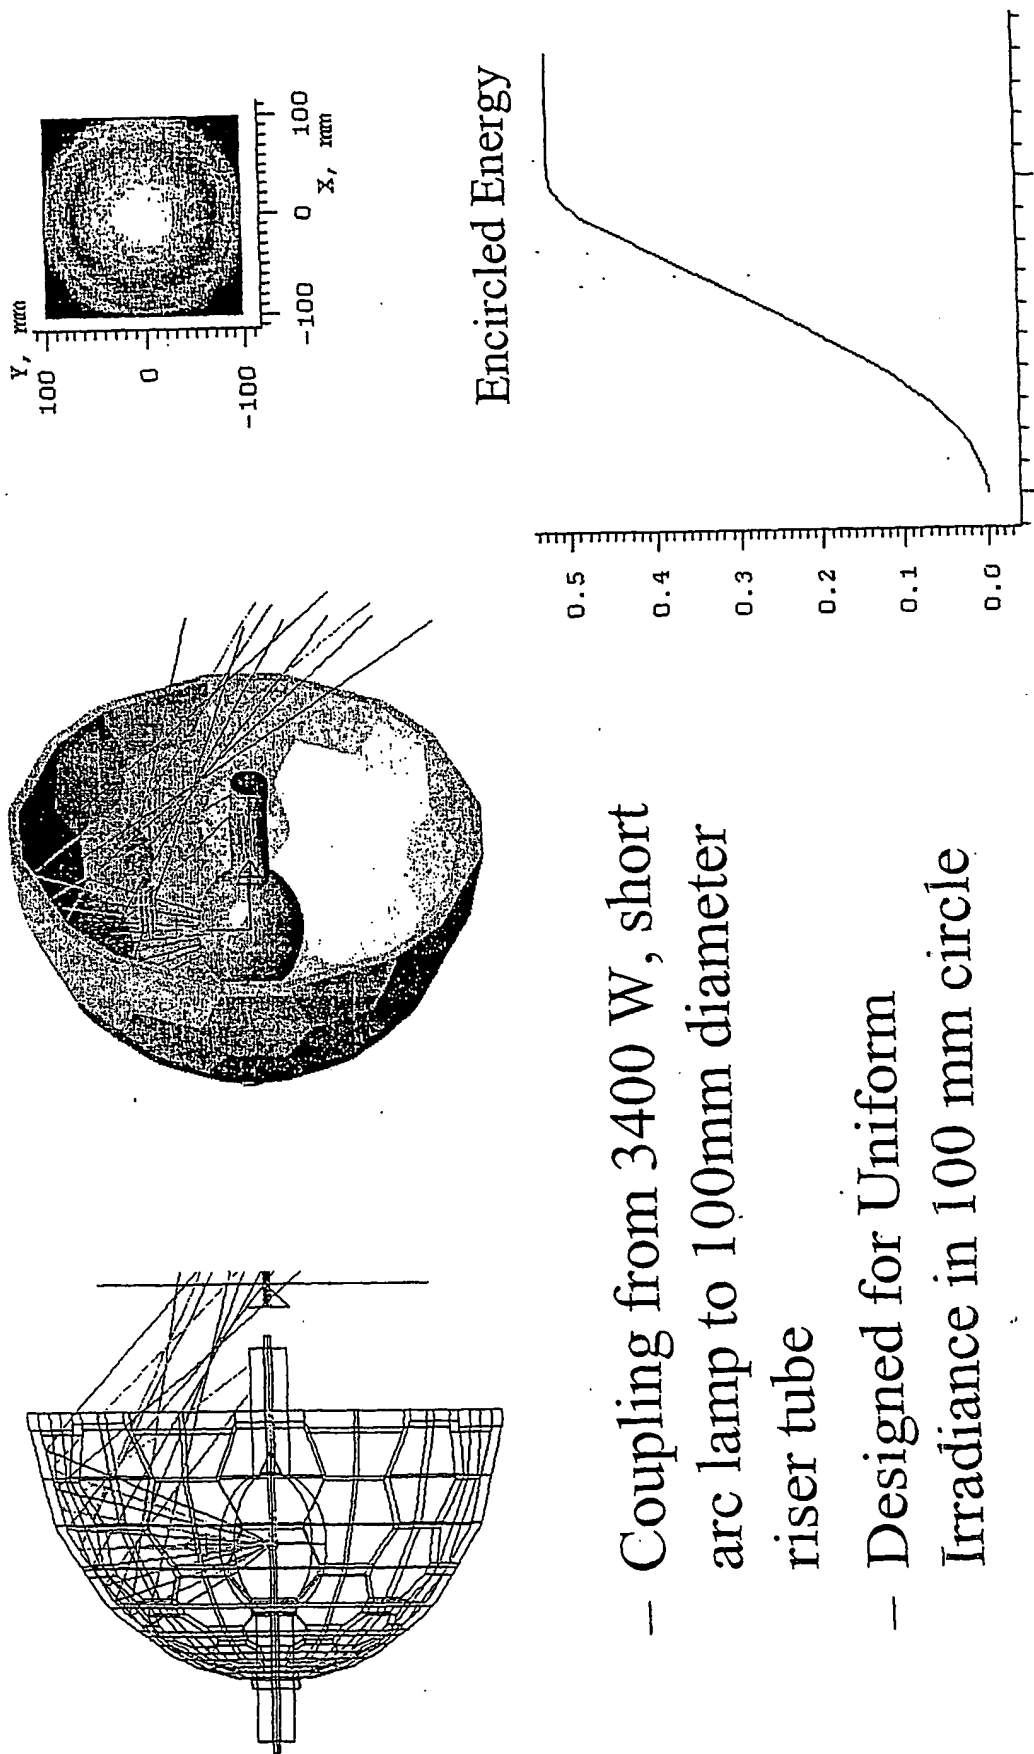 Y, mm
100
0
-100
-100
0
100
X, mm
Encircled Energy
0.5
0.4
0.3
0.2
0.1
0.0
– Coupling from 3400 W, short
arc lamp to 100mm diameter
riser tube
– Designed for Uniform
Irradiance in 100 mm circle